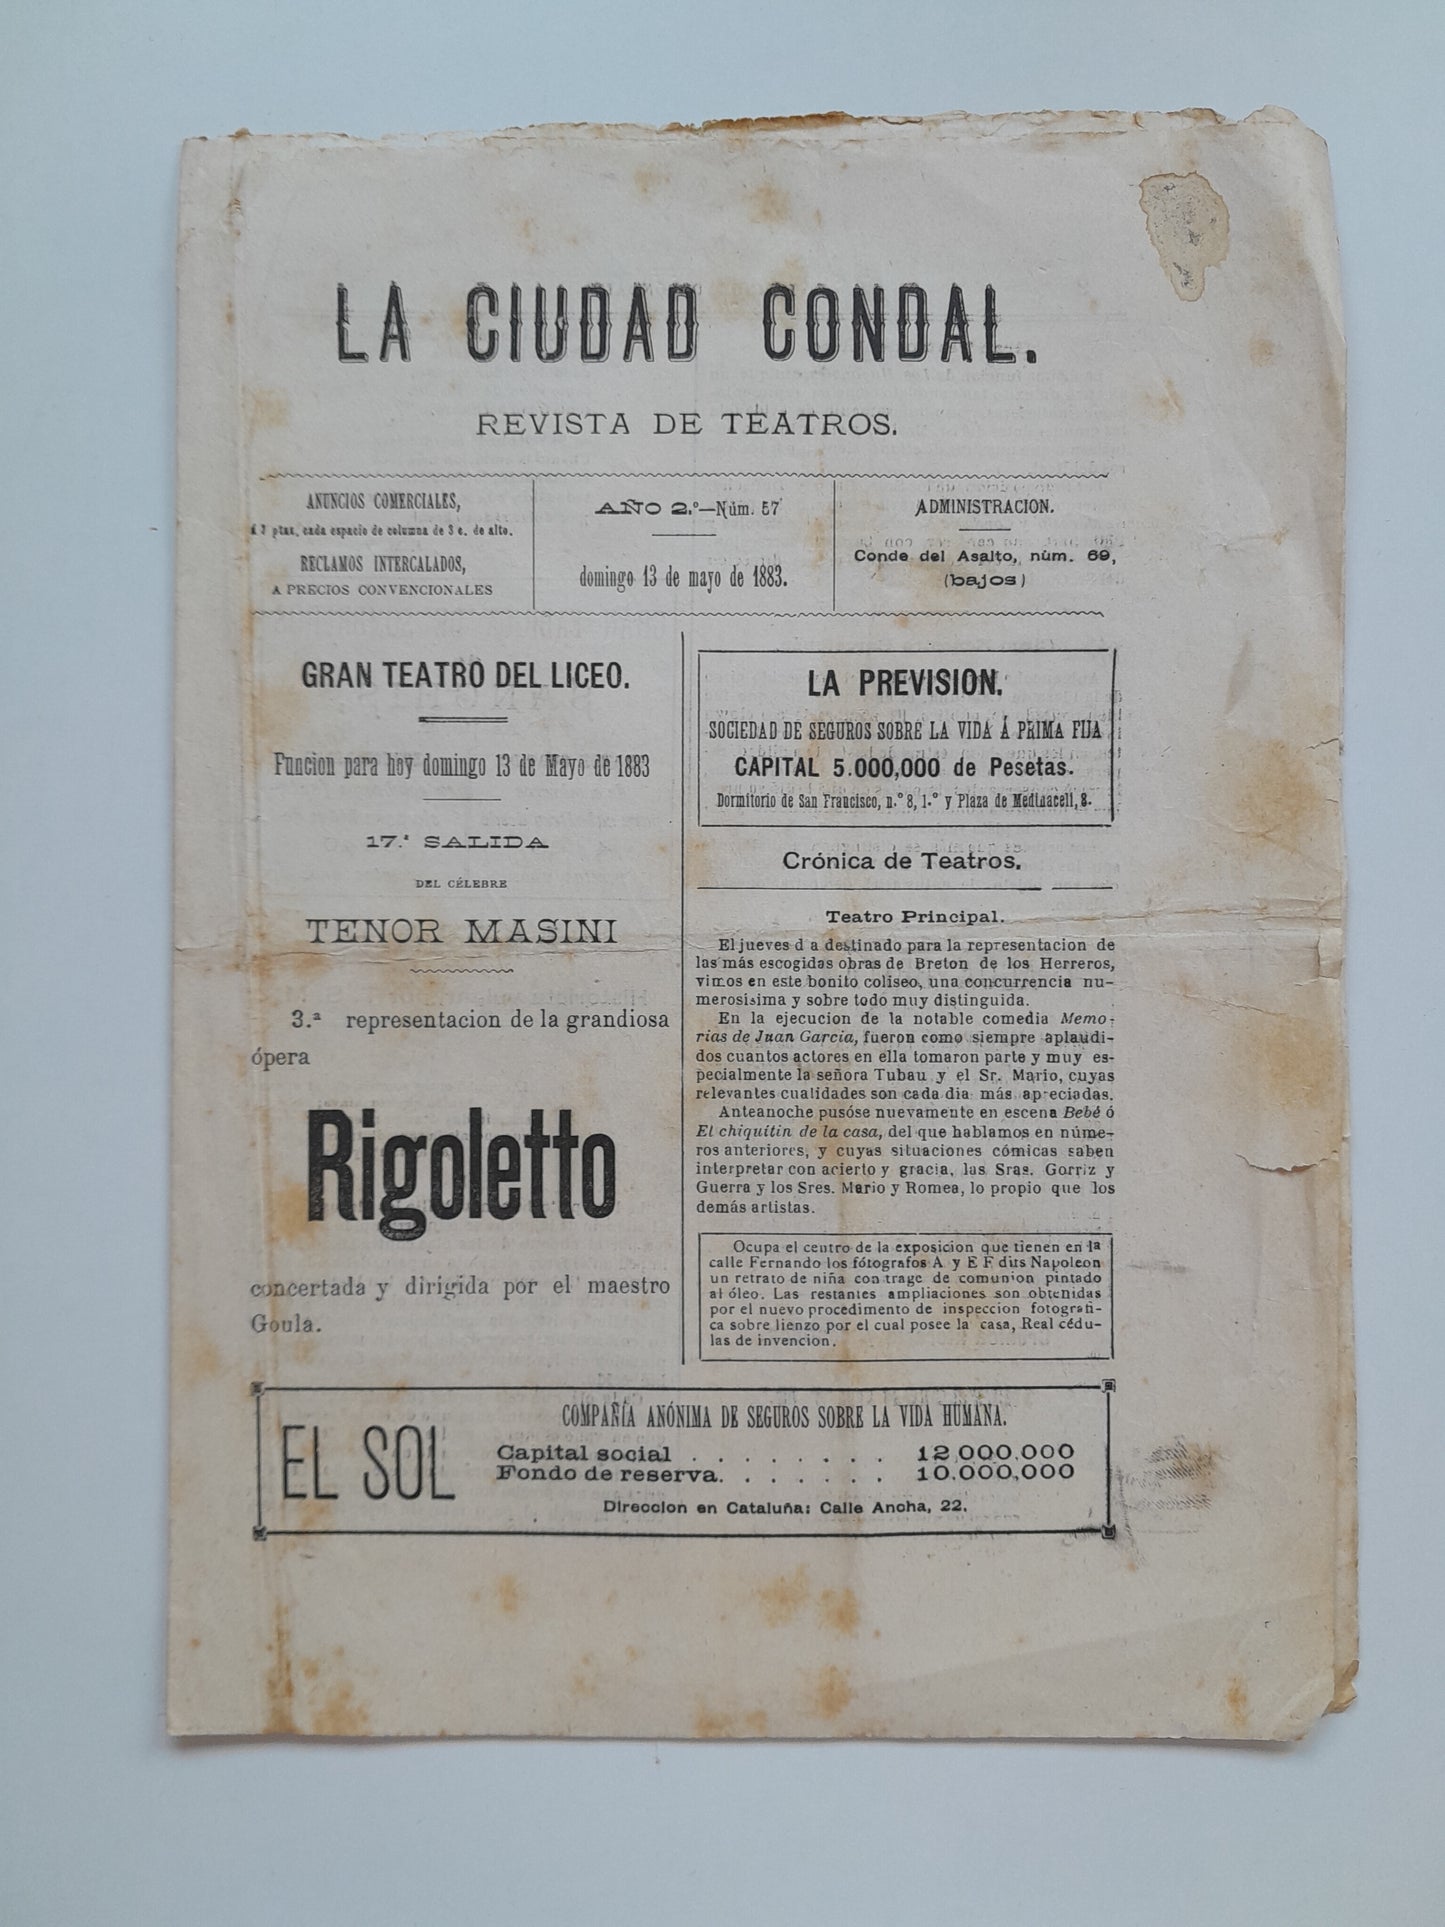 LA CIUDAD CONDAL.
REVISTA DE TEATROS.
ANUNCIOS COMERCIALES,
á 3 ptas. cada espacio de columna de 3 c. de alto.
RECLAMOS INTERCALADOS,
A PRECIOS CONVENCIONALES
AÑO 2.º—Núm. 57
domingo 13 de mayo de 1883.
ADMINISTRACION.
Conde del Asalto, núm. 69,
(bajos)
GRAN TEATRO DEL LICEO.
Funcion para hoy domingo 13 de Mayo de 1883
17.ª SALIDA
DEL CÉLEBRE
TENOR MASINI
3.ª representacion de la grandiosa
ópera
Rigoletto
concertada y dirigida por el maestro
Goula.
LA PREVISION.
SOCIEDAD DE SEGUROS SOBRE LA VIDA Á PRIMA FIJA
CAPITAL 5.000,000 de Pesetas.
Dormitorio de San Francisco, n.º 8, 1.º y Plaza de Medinaceli, 8.
Crónica de Teatros.
Teatro Principal.
El jueves d a destinado para la representacion de
las más escogidas obras de Breton de los Herreros,
vimos en este bonito coliseo, una concurrencia nu-
merosísima y sobre todo muy distinguida.
En la ejecucion de la notable comedia Memo-
rias de Juan Garcia, fueron como siempre aplaudi-
dos cuantos actores en ella tomaron parte y muy es-
pecialmente la señora Tubau y el Sr. Mario, cuyas
relevantes cualidades son cada dia más apreciadas.
Anteanoche pusóse nuevamente en escena Bebé ó
El chiquitin de la casa, del que hablamos en núme-
ros anteriores, y cuyas situaciones cómicas saben
interpretar con acierto y gracia, las Sras. Gorriz y
Guerra y los Sres. Mario y Romea, lo propio que los
demás artistas.
Ocupa el centro de la exposicion que tienen en la
calle Fernando los fótografos A y E F dits Napoleon
un retrato de niña con trage de comunion pintado
al óleo. Las restantes ampliaciones son obtenidas
por el nuevo procedimento de inspeccion fotografi-
ca sobre lienzo por el cual posee la casa, Real cédu-
las de invencion.
EL SOL
COMPAÑÍA ANÓNIMA DE SEGUROS SOBRE LA VIDA HUMANA.
Capital social . . . . . . . . 12.000,000
Fondo de reserva. . . . . . . 10.000,000
Direccion en Cataluña: Calle Ancha, 22.